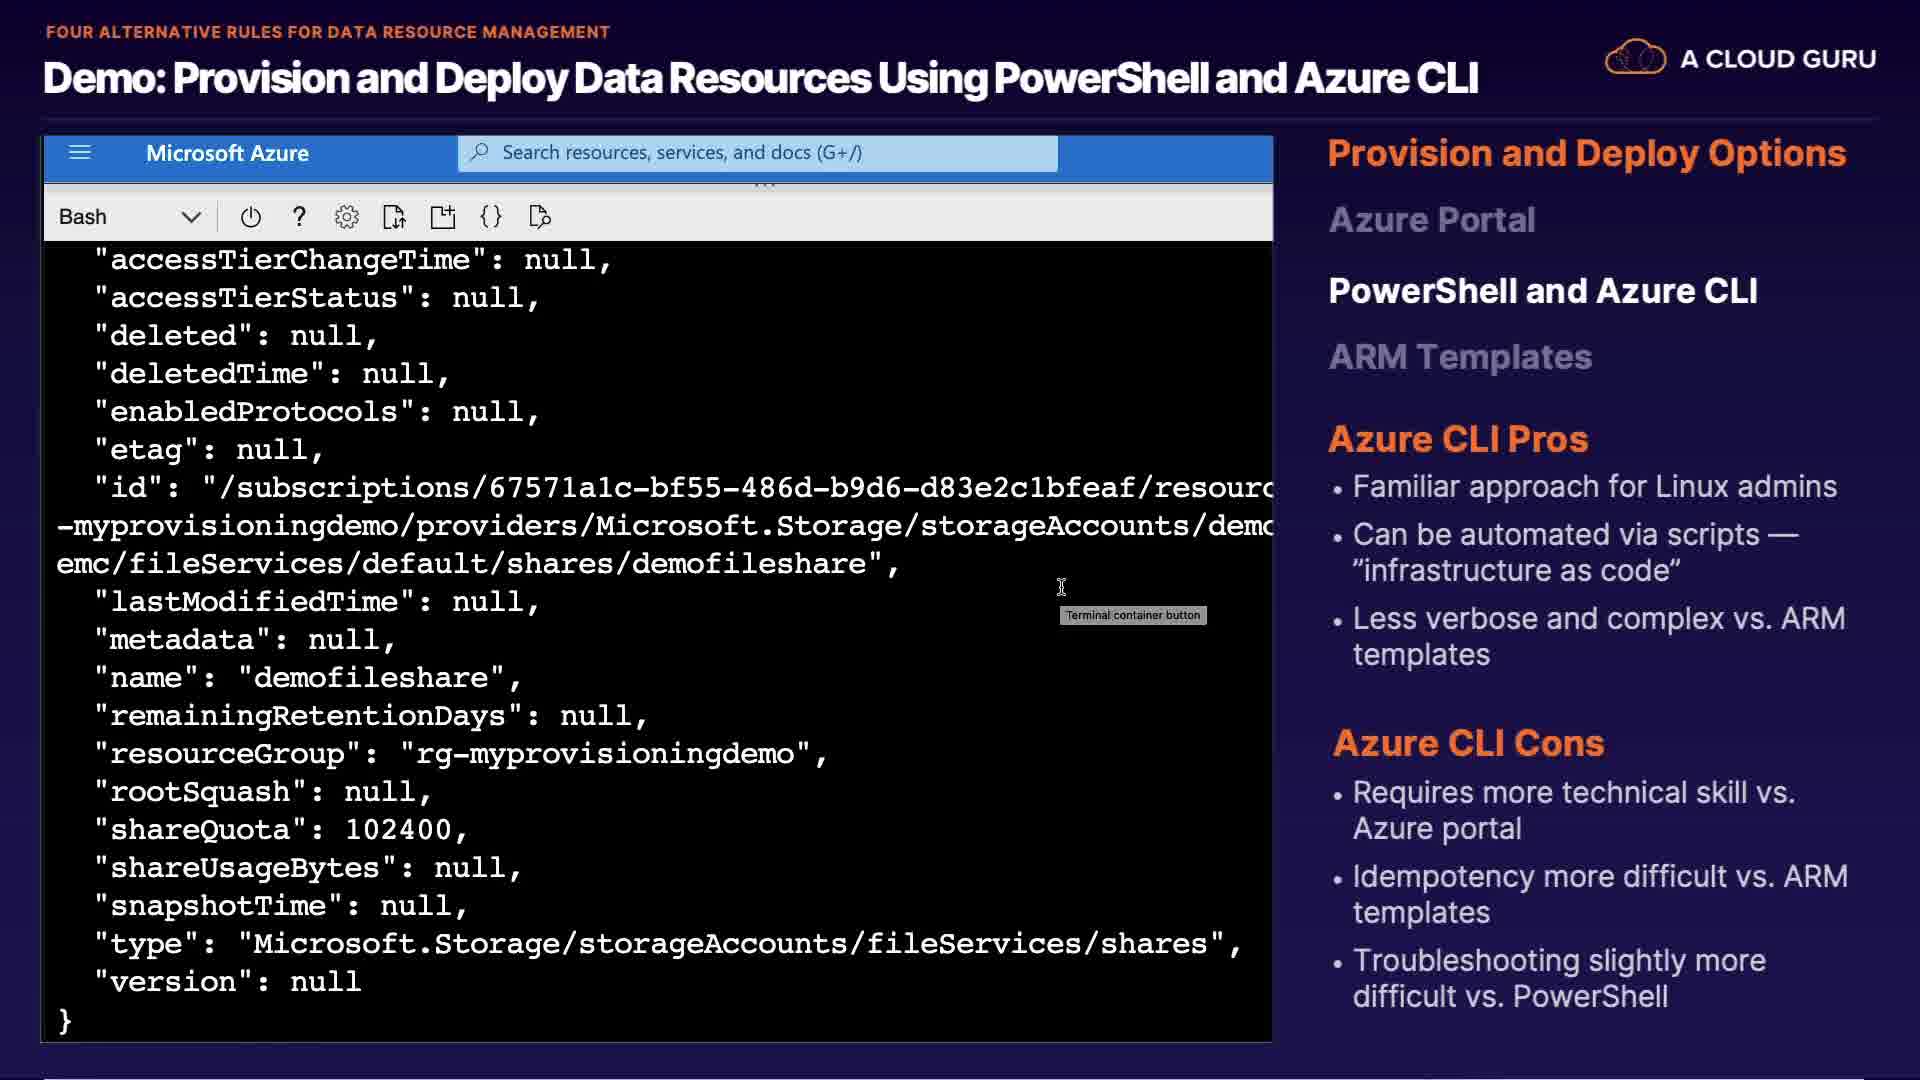 FOUR ALTERNATIVE RULES FOR DATA RESOURCE MANAGEMENT
Demo: Provision and Deploy Data Resources Using PowerShell and Azure CLI
A CLOUD GURU
Microsoft Azure
Search resources, services, and docs (G+/)
Bash
"accessTierChangeTime": null,
"accessTierStatus": null,
"deleted": null,
"deletedTime": null,
"enabledProtocols": null,
"etag": null,
"id": "/subscriptions/67571a1c-bf55-486d-b9d6-d83e2c1bfeaf/resourc
-myprovisioningdemo/providers/Microsoft.Storage/storageAccounts/demo
emc/fileServices/default/shares/demofileshare",
"lastModifiedTime": null,
"metadata": null,
"name": "demofileshare",
"remainingRetentionDays": null,
"resourceGroup": "rg-myprovisioningdemo",
"rootSquash": null,
"shareQuota": 102400,
"shareUsageBytes": null,
"snapshotTime": null,
"type": "Microsoft.Storage/storageAccounts/fileServices/shares",
"version": null
}
Terminal container button
Provision and Deploy Options
Azure Portal
PowerShell and Azure CLI
ARM Templates
Azure CLI Pros
• Familiar approach for Linux admins
• Can be automated via scripts —
”infrastructure as code”
• Less verbose and complex vs. ARM
templates
Azure CLI Cons
• Requires more technical skill vs.
Azure portal
• Idempotency more difficult vs. ARM
templates
• Troubleshooting slightly more
difficult vs. PowerShell